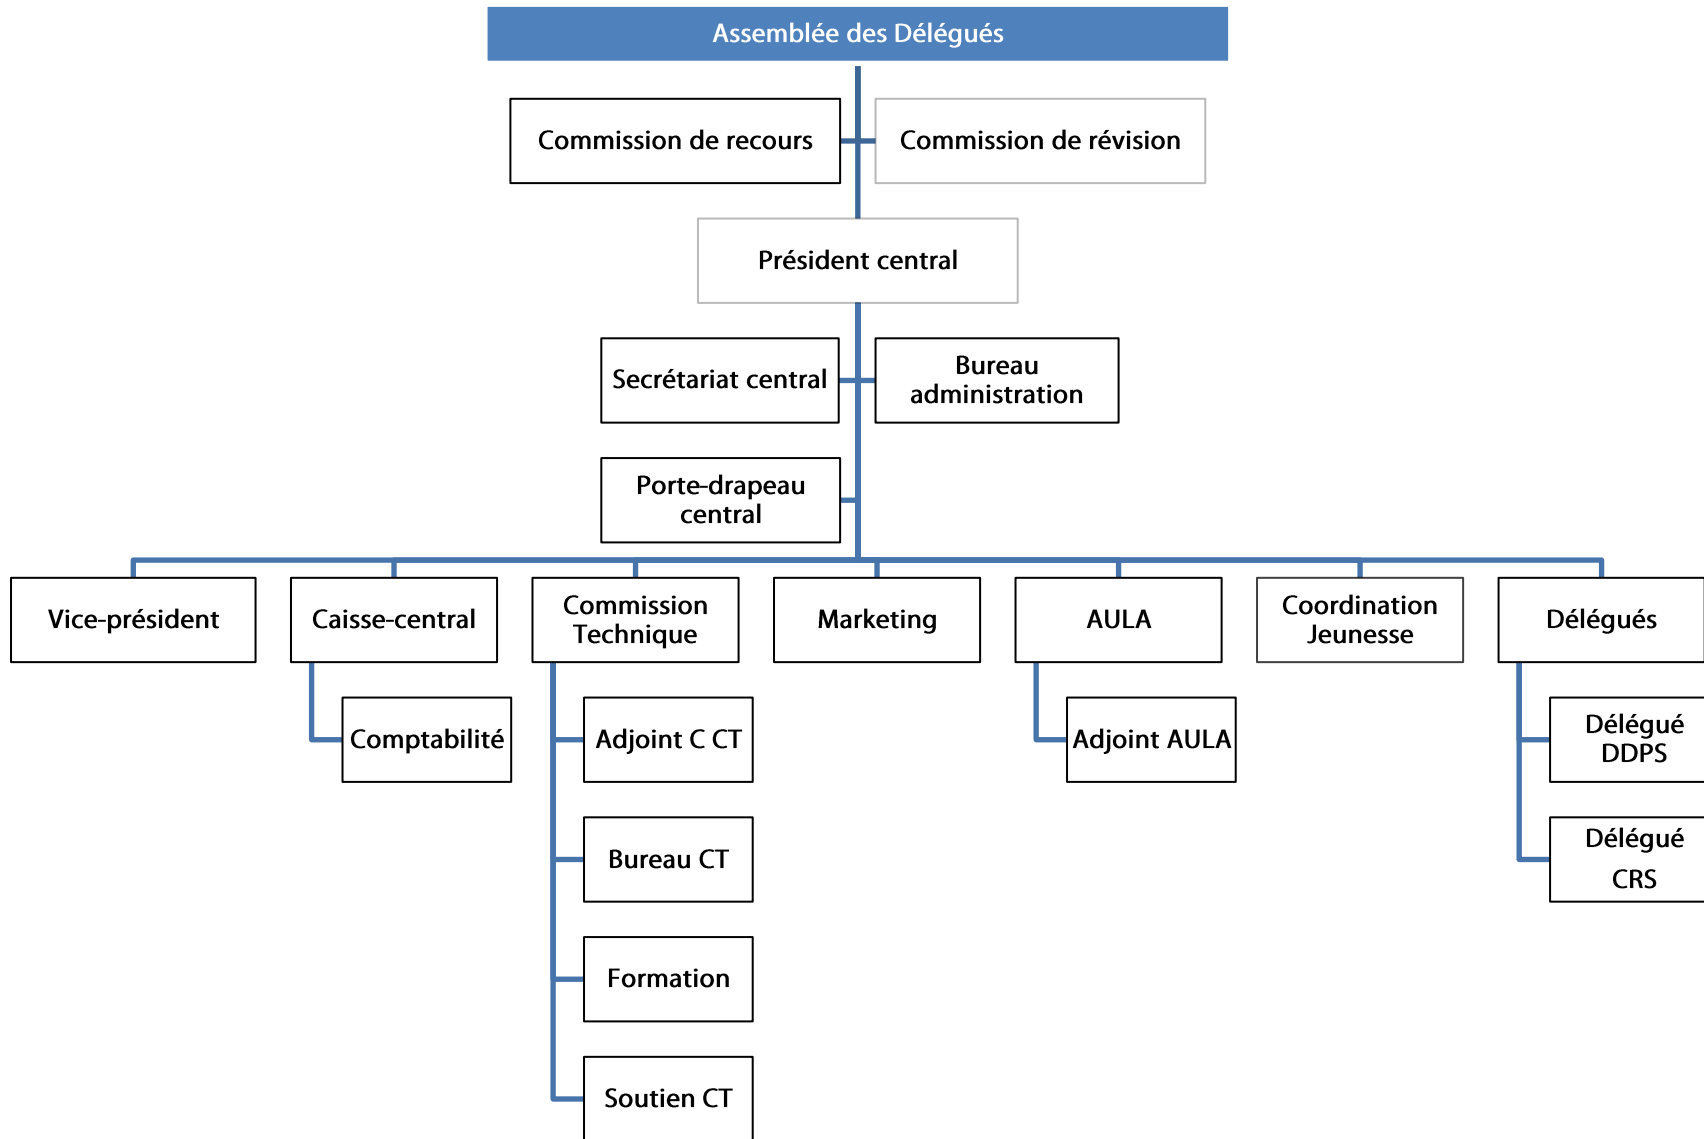 Assemblée des Délégués
Commission de recours
Commission de révision
Président central
Secrétariat central
Bureau
administration
Porte-drapeau
central
Vice-président
Caisse-central
Commission
Technique
Marketing
AULA
Coordination
Jeunesse
Délégués
Comptabilité
Adjoint C CT
Adjoint AULA
Délégué
DDPS
Bureau CT
Délégué
CRS
Formation
Soutien CT